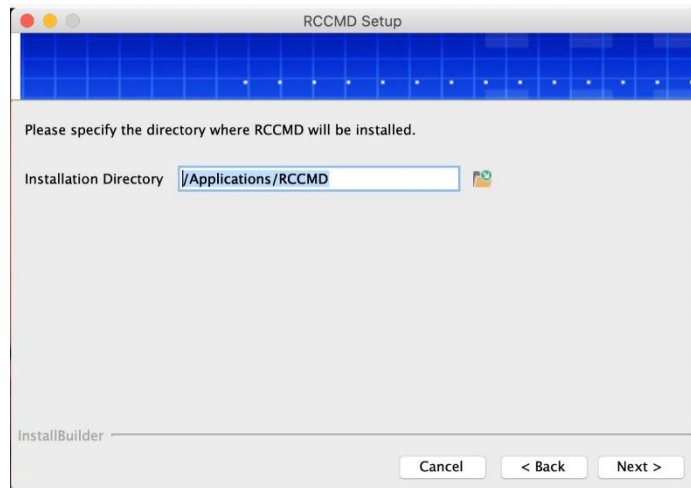 RCCMD Setup
Please specify the directory where RCCMD will be installed.
Installation Directory /Applications/RCCMD
InstallBuilder
Cancel < Back Next >